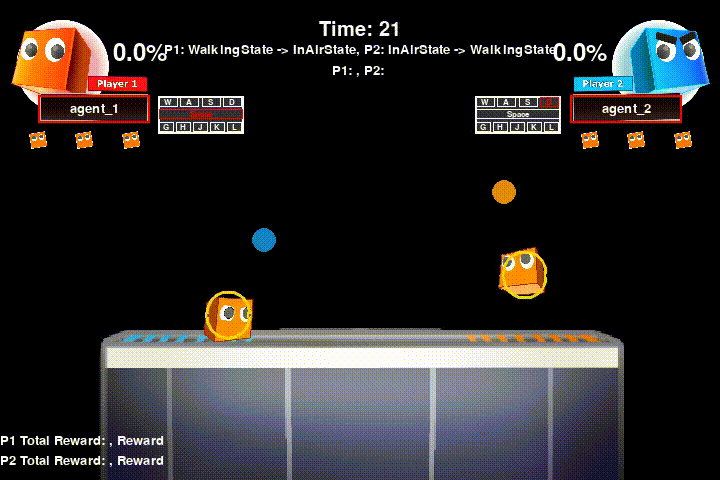 Time: 21
0.0%
P1: WalkingState -> InAirState, P2: InAirState -> WalkingState
0.0%
P1: , P2:
Player 1
Player 2
agent_1
agent_2
W A S D
Space
G H J K L
W A S D
Space
G H J K L
P1 Total Reward: , Reward
P2 Total Reward: , Reward